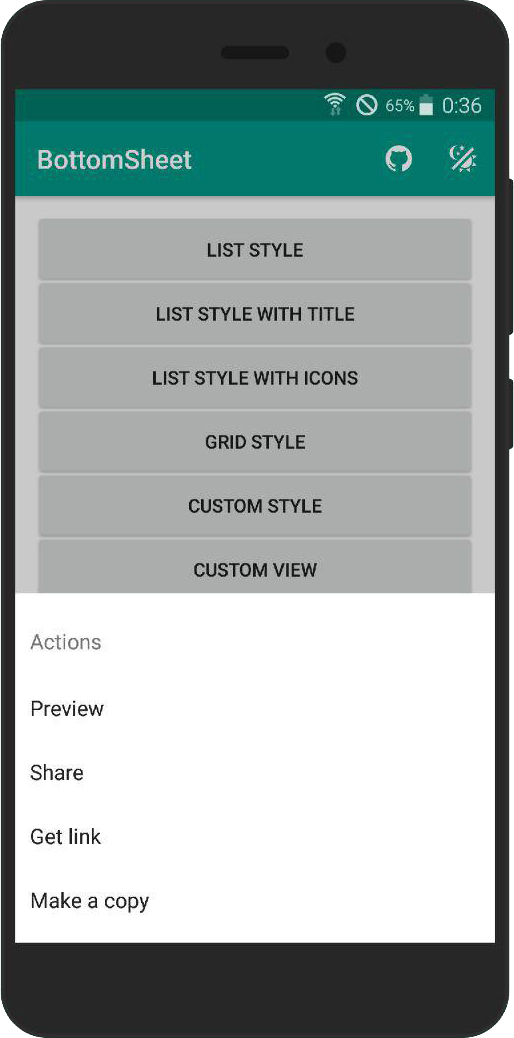 65% 0:36
BottomSheet
LIST STYLE
LIST STYLE WITH TITLE
LIST STYLE WITH ICONS
GRID STYLE
CUSTOM STYLE
CUSTOM VIEW
Actions
Preview
Share
Get link
Make a copy